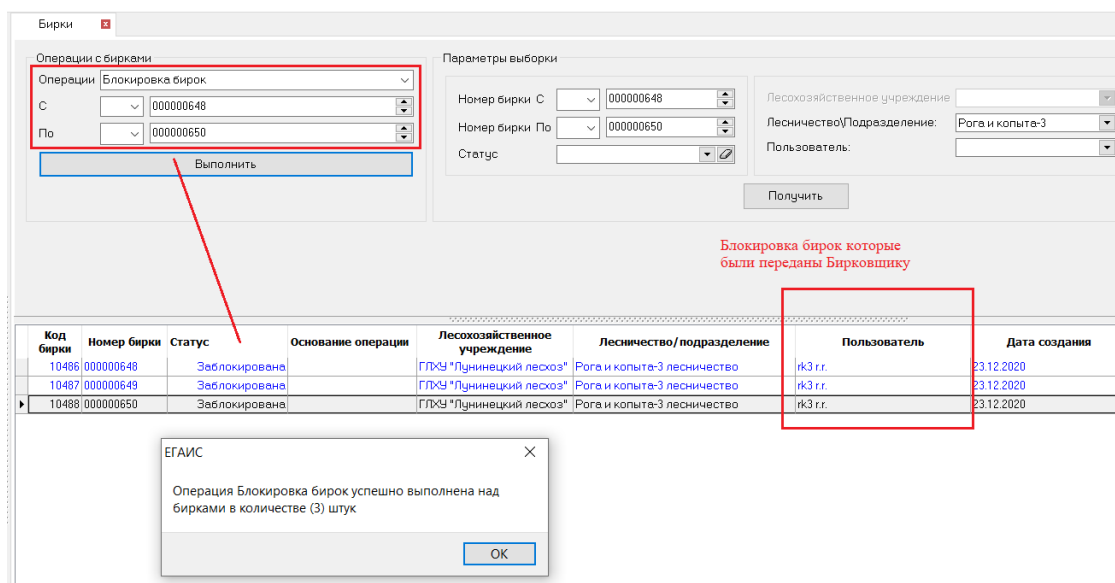 Бирки
Операции с бирками
Операции Блокировка бирок
С 000000648
По 000000650
Выполнить
Параметры выборки
Номер бирки С 000000648
Номер бирки По 000000650
Статус
Лесохозяйственное учреждение
Лесничество\Подразделение: Рога и копыта-3
Пользователь:
Получить
Блокировка бирок которые
были переданы Бирковщику
Код бирки Номер бирки Статус Основание операции Лесохозяйственное учреждение Лесничество/подразделение Пользователь Дата создания
10486 000000648 Заблокирована ГЛХУ "Лунинецкий лесхоз" Рога и копыта-3 лесничество rk3 r.r. 23.12.2020
10487 000000649 Заблокирована ГЛХУ "Лунинецкий лесхоз" Рога и копыта-3 лесничество rk3 r.r. 23.12.2020
10488 000000650 Заблокирована ГЛХУ "Лунинецкий лесхоз" Рога и копыта-3 лесничество rk3 r.r. 23.12.2020
ЕГАИС
Операция Блокировка бирок успешно выполнена над
бирками в количестве (3) штук
OK